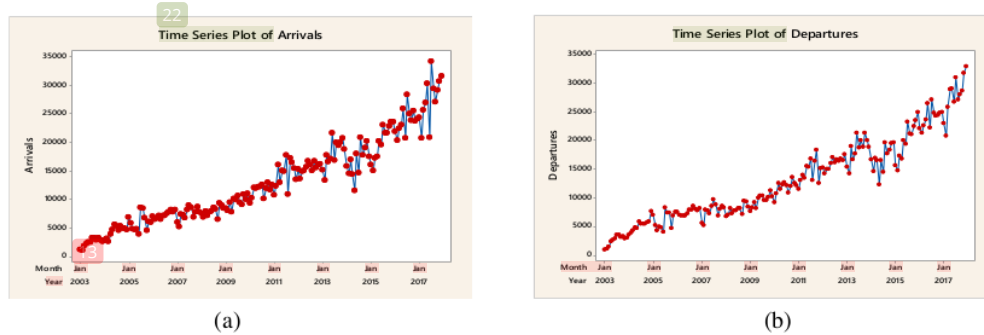 22
Time Series Plot of Arrivals
35000
30000
25000
20000
15000
10000
5000
0
Arrivals
13
Month Jan Jan Jan Jan Jan Jan Jan Jan
Year 2003 2005 2007 2009 2011 2013 2015 2017
(a)
Time Series Plot of Departures
35000
30000
25000
20000
15000
10000
5000
0
Departures
Month Jan Jan Jan Jan Jan Jan Jan Jan
Year 2003 2005 2007 2009 2011 2013 2015 2017
(b)